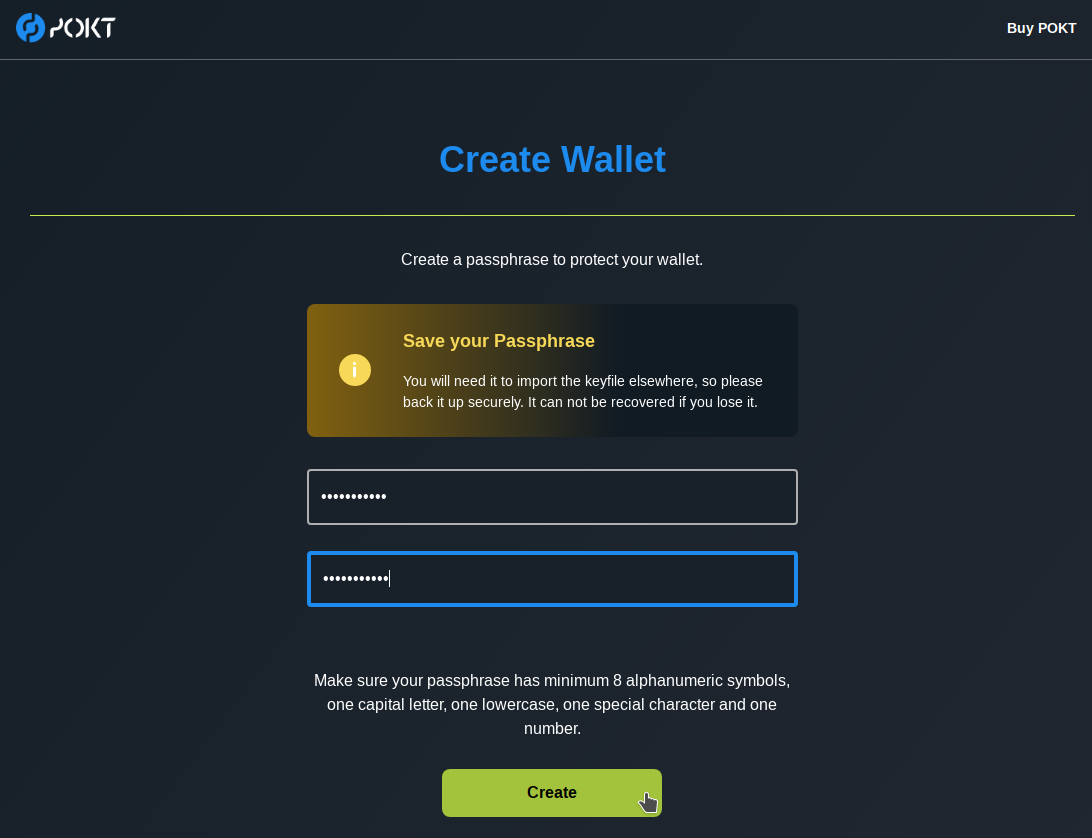 POKT
Buy POKT
Create Wallet
Create a passphrase to protect your wallet.
Save your Passphrase
You will need it to import the keyfile elsewhere, so please
back it up securely. It can not be recovered if you lose it.
•••••••••••
•••••••••••
Make sure your passphrase has minimum 8 alphanumeric symbols,
one capital letter, one lowercase, one special character and one
number.
Create